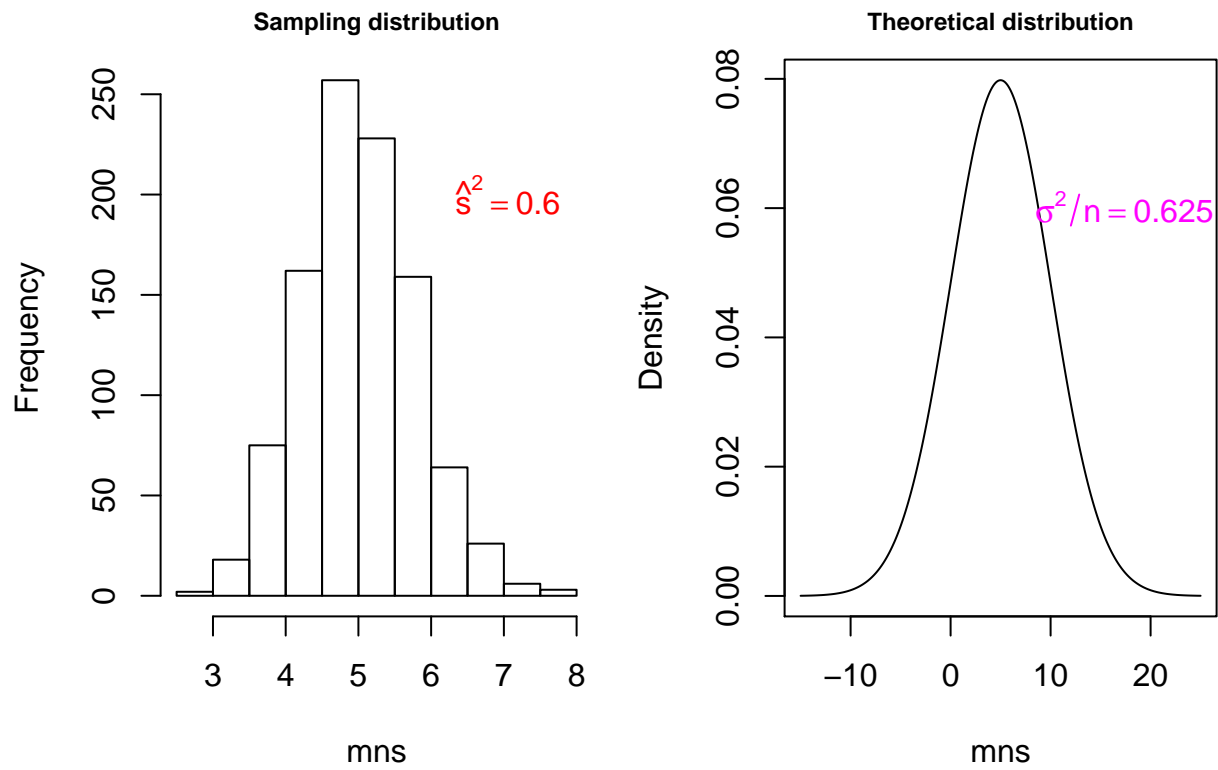 Sampling distribution
Frequency
0
50
100
150
200
250
ŝ² = 0.6
3 4 5 6 7 8
mns
Theoretical distribution
Density
0.00
0.02
0.04
0.06
0.08
σ²/n = 0.625
−10 0 10 20
mns